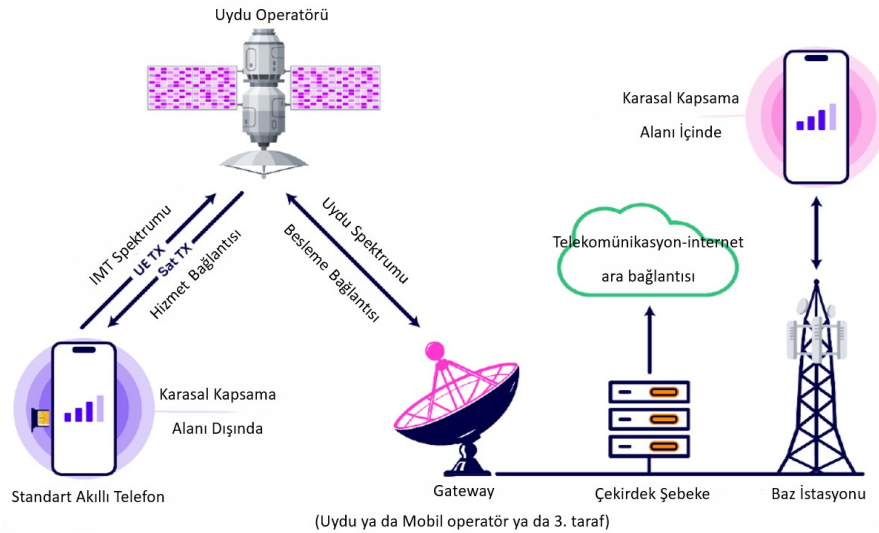 Uydu Operatörü
Karasal Kapsama
Alanı İçinde
IMT Spektrumu
UE TX
Sat TX
Hizmet Bağlantısı
Uydu Spektrumu
Besleme Bağlantısı
Telekomünikasyon-internet
ara bağlantısı
Karasal Kapsama
Alanı Dışında
Standart Akıllı Telefon
Gateway
Çekirdek Şebeke
Baz İstasyonu
(Uydu ya da Mobil operatör ya da 3. taraf)